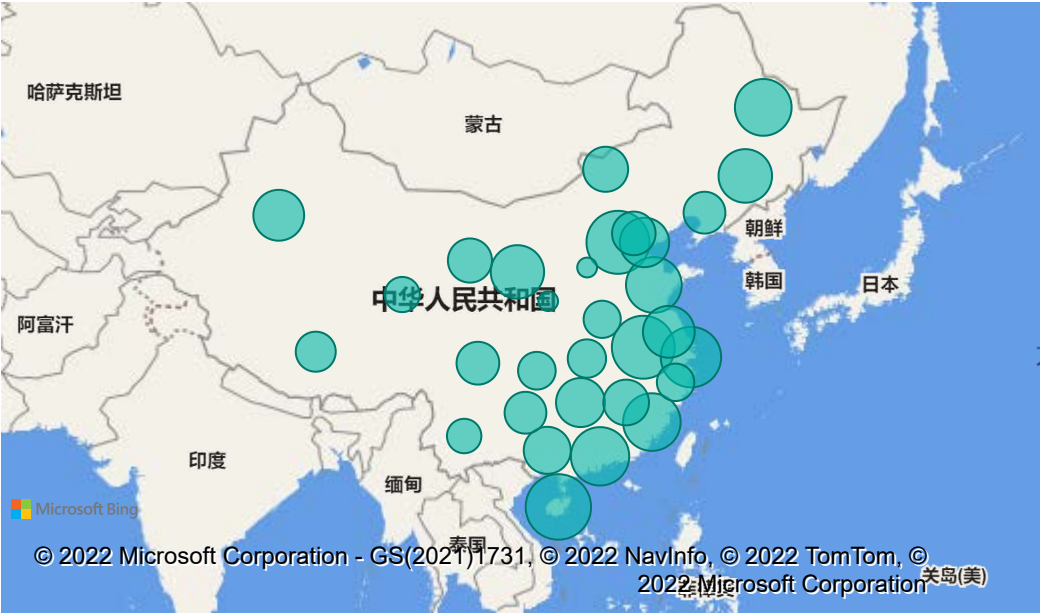 哈萨克斯坦
蒙古
朝鲜
韩国
日本
中华人民共和国
阿富汗
印度
缅甸
Microsoft Bing
泰国
© 2022 Microsoft Corporation - GS(2021)1731, © 2022 NavInfo, © 2022 TomTom, ©
2022 Microsoft Corporation
关岛(美)